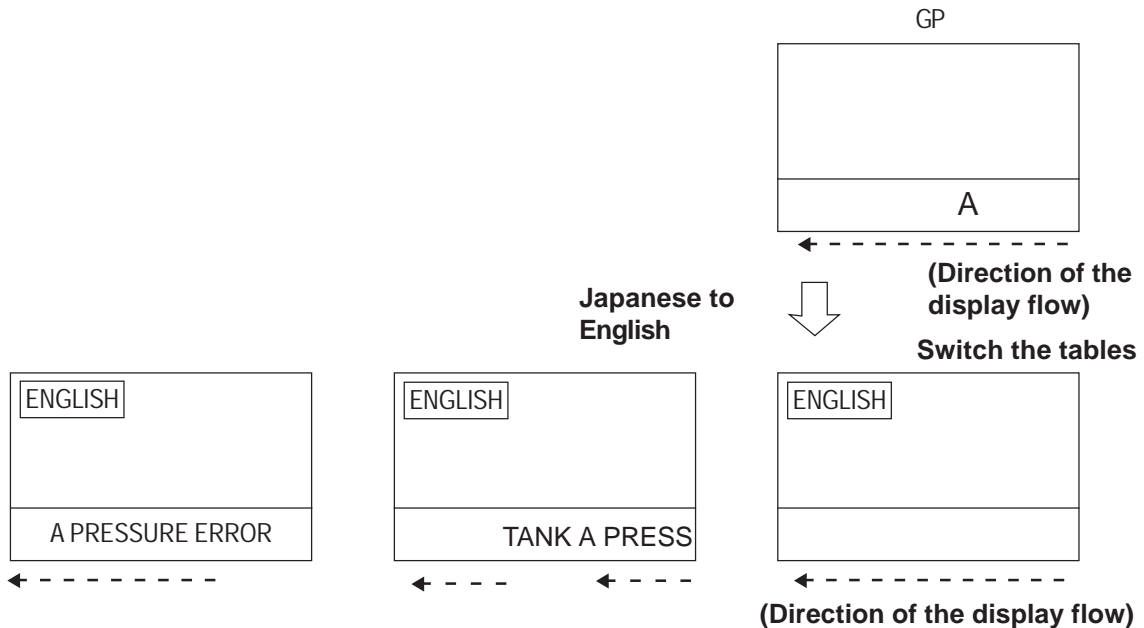 GP
A
(Direction of the
display flow)
Japanese to
English
Switch the tables
ENGLISH
A PRESSURE ERROR
ENGLISH
TANK A PRESS
ENGLISH
(Direction of the display flow)